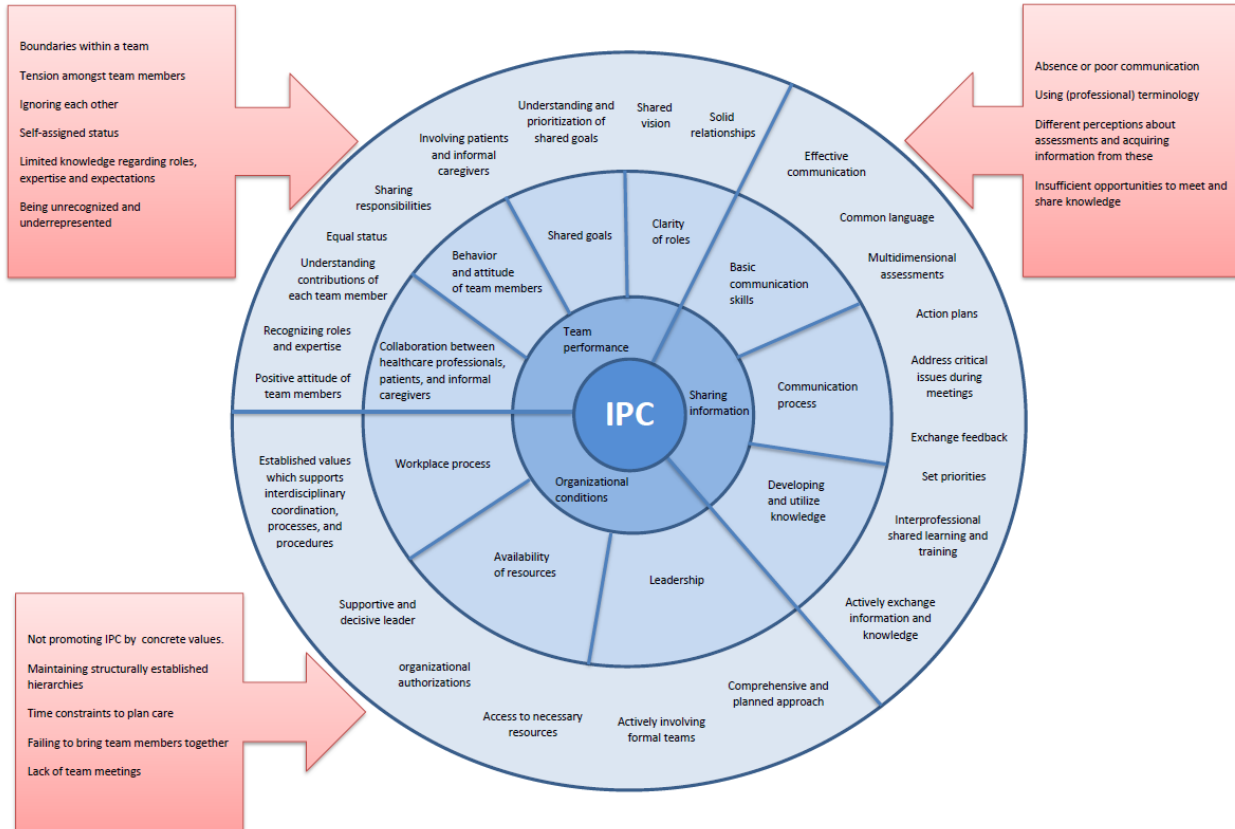 Boundaries within a team
Tension amongst team members
Ignoring each other
Self-assigned status
Limited knowledge regarding roles,
expertise and expectations
Being unrecognized and
underrepresented
Absence or poor communication
Using (professional) terminology
Different perceptions about
assessments and acquiring
information from these
Insufficient opportunities to meet and
share knowledge
Understanding and
prioritization of
shared goals
Shared
vision
Solid
relationships
Involving patients
and informal
caregivers
Sharing
responsibilities
Equal status
Understanding
contributions of
each team member
Recognizing roles
and expertise
Positive attitude of
team members
Effective
communication
Common language
Multidimensional
assessments
Action plans
Address critical
issues during
meetings
Exchange feedback
Set priorities
Interprofessional
shared learning and
training
Actively exchange
information and
knowledge
Shared goals
Clarity
of roles
Behavior
and attitude
of team members
Collaboration between
healthcare professionals,
patients, and informal
caregivers
Basic
communication
skills
Communication
process
Developing
and utilize
knowledge
Team
performance
Sharing
information
IPC
Organizational
conditions
Workplace process
Availability
of resources
Leadership
Established values
which supports
interdisciplinary
coordination,
processes, and
procedures
Supportive and
decisive leader
organizational
authorizations
Access to necessary
resources
Actively involving
formal teams
Comprehensive and
planned approach
Not promoting IPC by concrete values.
Maintaining structurally established
hierarchies
Time constraints to plan care
Failing to bring team members together
Lack of team meetings